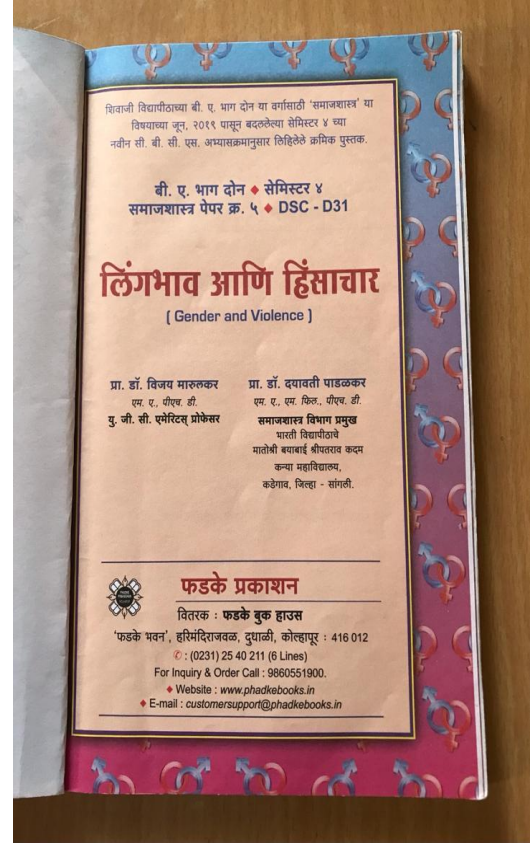 शिवाजी विद्यापीठाच्या बी. ए. भाग दोन या वर्गासाठी 'समाजशास्त्र' या
विषयाच्या जून, २०१९ पासून बदललेल्या सेमिस्टर ४ च्या
नवीन सी. बी. सी. एस. अभ्यासक्रमानुसार लिहिलेले क्रमिक पुस्तक.
बी. ए. भाग दोन ♦ सेमिस्टर ४
समाजशास्त्र पेपर क्र. ५ ♦ DSC - D31
लिंगभाव आणि हिंसाचार
[ Gender and Violence ]
प्रा. डॉ. विजय मारुलकर
एम. ए., पीएच. डी.
यु. जी. सी. एमेरिटस् प्रोफेसर
प्रा. डॉ. दयावती पाडळकर
एम. ए., एम. फिल., पीएच. डी.
समाजशास्त्र विभाग प्रमुख
भारती विद्यापीठाचे
मातोश्री बयाबाई श्रीपतराव कदम
कन्या महाविद्यालय,
कडेगाव, जिल्हा - सांगली.
फडके प्रकाशन
वितरक : फडके बुक हाउस
'फडके भवन', हरिमंदिराजवळ, दुधाळी, कोल्हापूर : 416 012
✆ : (0231) 25 40 211 (6 Lines)
For Inquiry & Order Call : 9860551900.
♦ Website : www.phadkebooks.in
♦ E-mail : customersupport@phadkebooks.in